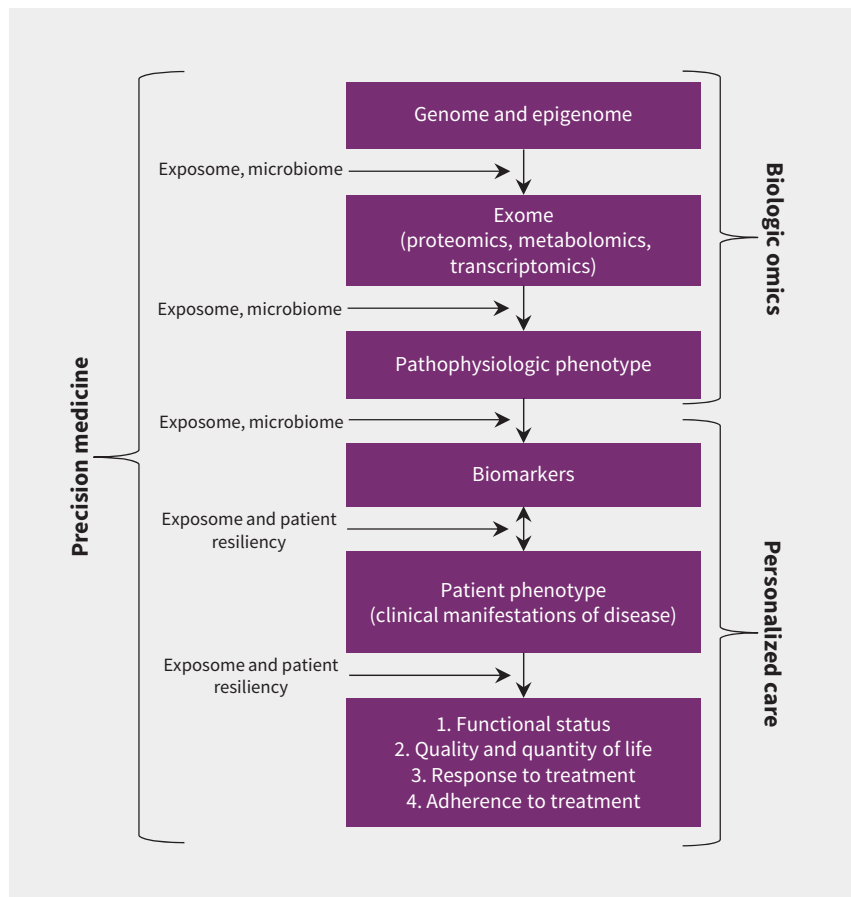 Genome and epigenome
Exposome, microbiome
Exome
(proteomics, metabolomics,
transcriptomics)
Exposome, microbiome
Pathophysiologic phenotype
Exposome, microbiome
Biomarkers
Exposome and patient
resiliency
Patient phenotype
(clinical manifestations of disease)
Exposome and patient
resiliency
1. Functional status
2. Quality and quantity of life
3. Response to treatment
4. Adherence to treatment
Precision medicine
Biologic omics
Personalized care